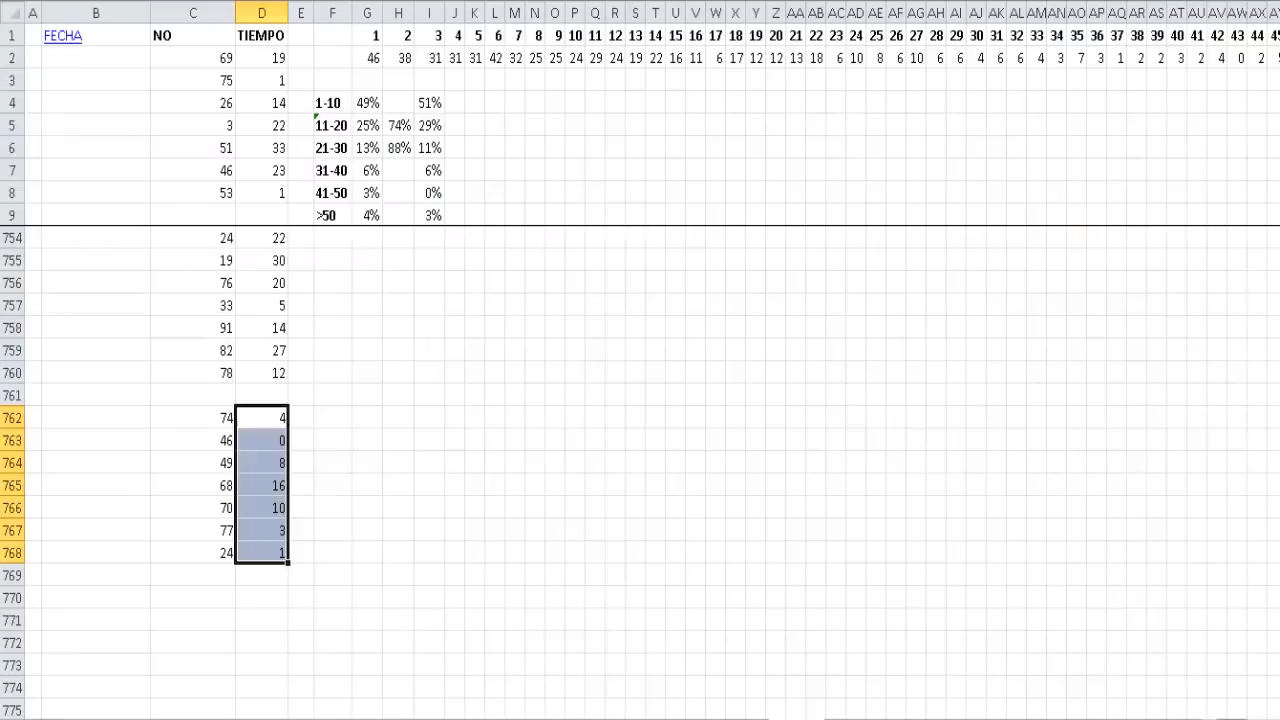 A B C D E F G H I J K L M N O P Q R S T U V W X Y Z AA AB AC AD AE AF AG AH AI AJ AK AL AM AN AO AP AQ AR AS AT AU AV AW AX
1 FECHA NO TIEMPO 1 2 3 4 5 6 7 8 9 10 11 12 13 14 15 16 17 18 19 20 21 22 23 24 25 26 27 28 29 30 31 32 33 34 35 36 37 38 39 40 41 42 43 44
2 69 19 46 38 31 31 31 42 32 25 25 24 29 24 19 22 16 11 6 17 12 12 13 18 6 10 8 6 10 6 6 4 6 6 4 3 7 3 1 2 2 3 2 4 0 2
3 75 1
4 26 14 1-10 49% 51%
5 3 22 11-20 25% 74% 29%
6 51 33 21-30 13% 88% 11%
7 46 23 31-40 6% 6%
8 53 1 41-50 3% 0%
9 >50 4% 3%
754 24 22
755 19 30
756 76 20
757 33 5
758 91 14
759 82 27
760 78 12
761
762 74 4
763 46 0
764 49 8
765 68 16
766 70 10
767 77 3
768 24 1
769
770
771
772
773
774
775